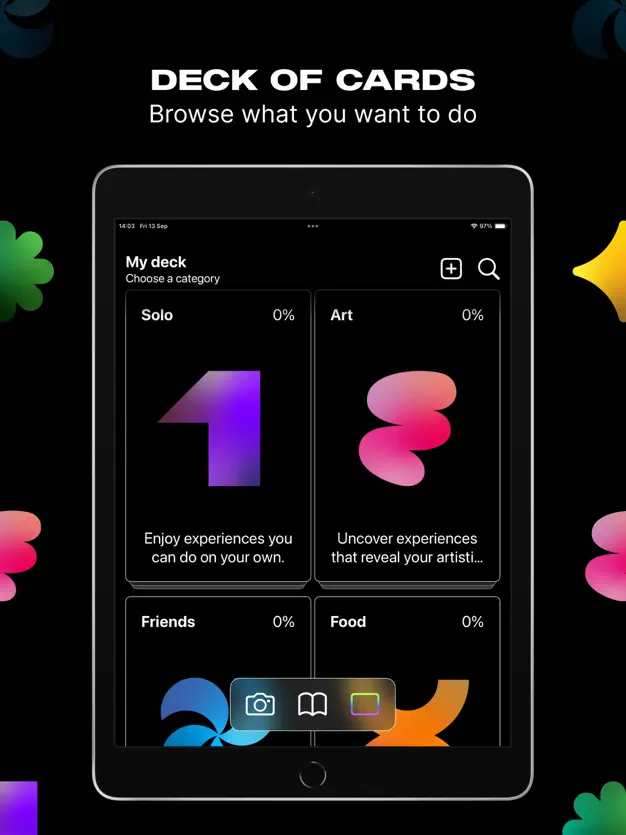 DECK OF CARDS
Browse what you want to do
14:03 Fri 13 Sep
97%
My deck
Choose a category
Solo 0%
Art 0%
Enjoy experiences you
can do on your own.
Uncover experiences
that reveal your artisti...
Friends 0%
Food 0%